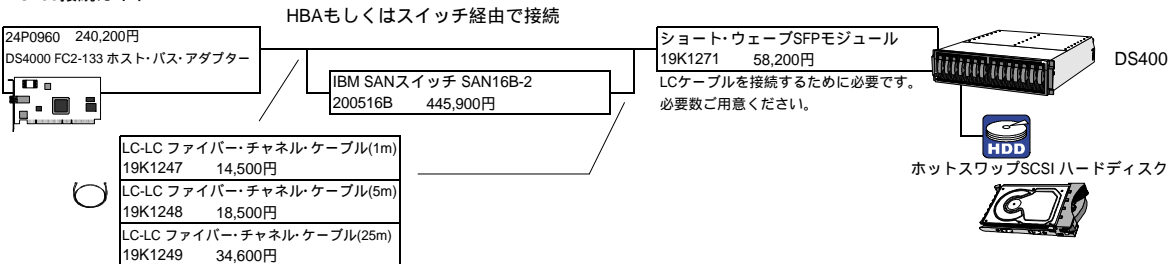 HBAもしくはスイッチ経由で接続
24P0960 240,200円
DS4000 FC2-133 ホスト・バス・アダプター
IBM SANスイッチ SAN16B-2
200516B 445,900円
ショート・ウェーブSFPモジュール
19K1271 58,200円
LCケーブルを接続するために必要です。
必要数ご用意ください。
DS400
HDD
ホットスワップSCSI ハードディスク
LC-LC ファイバー・チャネル・ケーブル(1m)
19K1247 14,500円
LC-LC ファイバー・チャネル・ケーブル(5m)
19K1248 18,500円
LC-LC ファイバー・チャネル・ケーブル(25m)
19K1249 34,600円